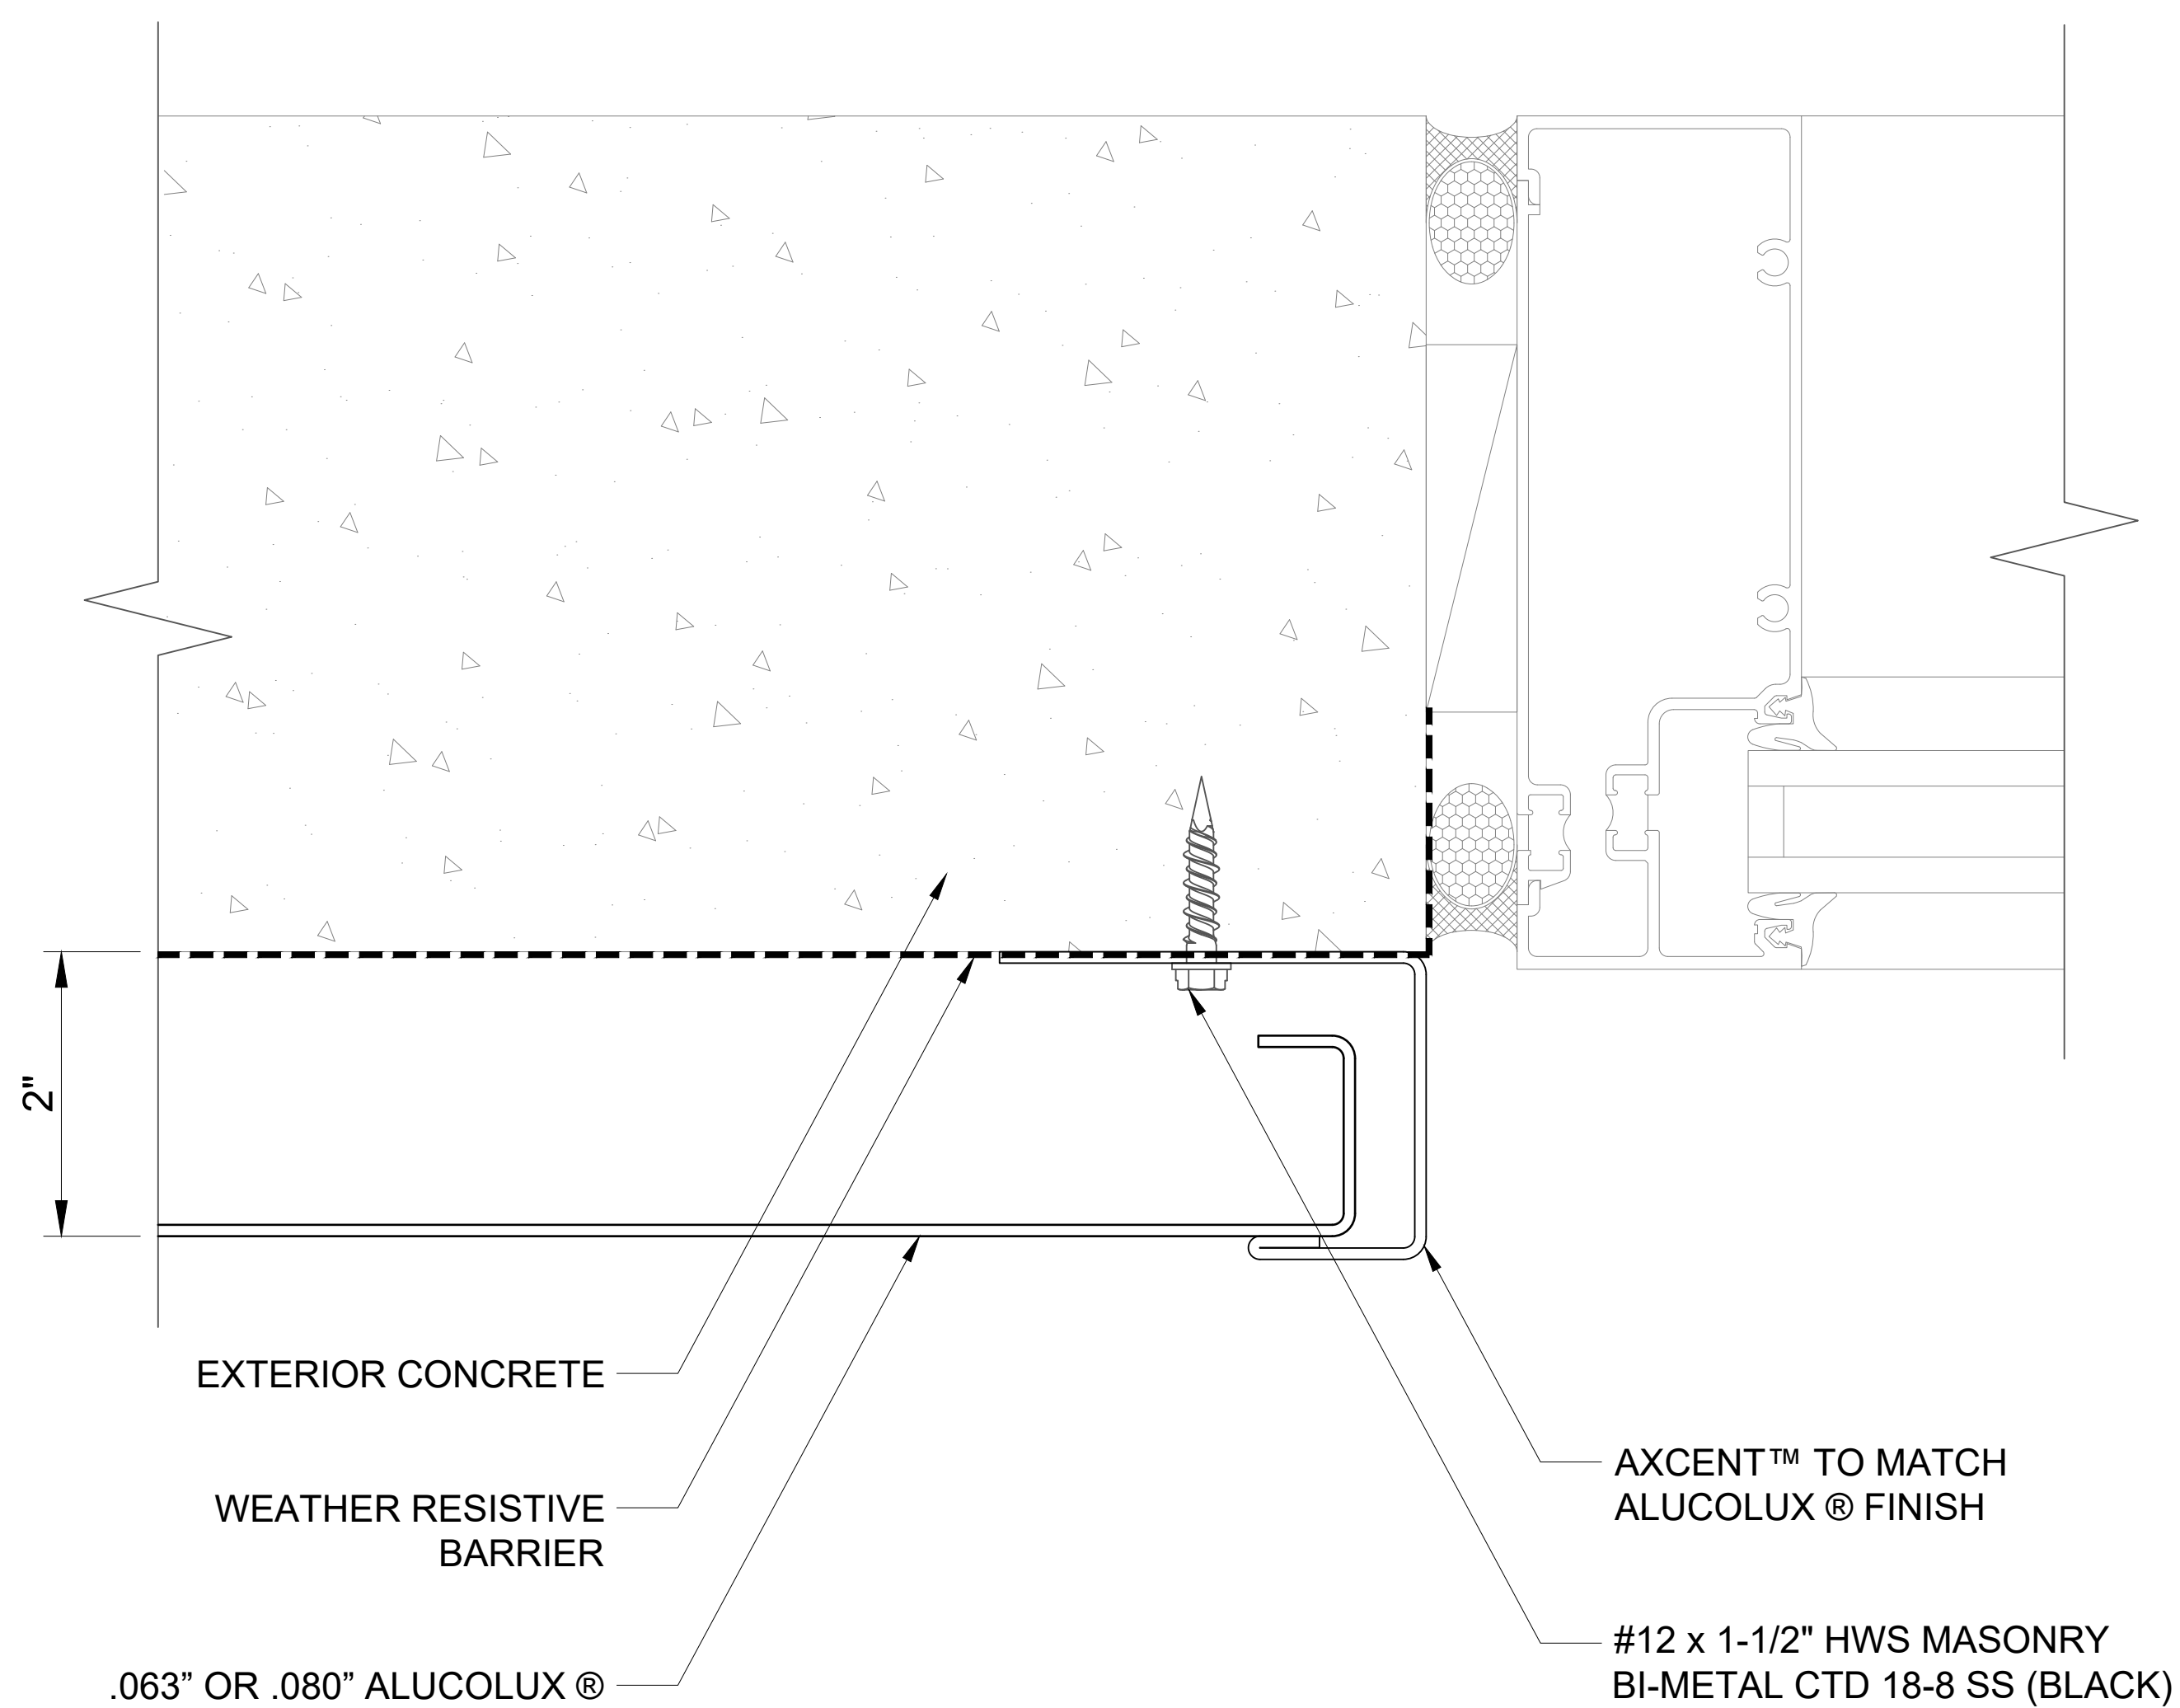 2"
EXTERIOR CONCRETE
WEATHER RESISTIVE
BARRIER
.063” OR .080” ALUCOLUX ®
AXCENT™ TO MATCH
ALUCOLUX ® FINISH
#12 x 1-1/2" HWS MASONRY
BI-METAL CTD 18-8 SS (BLACK)